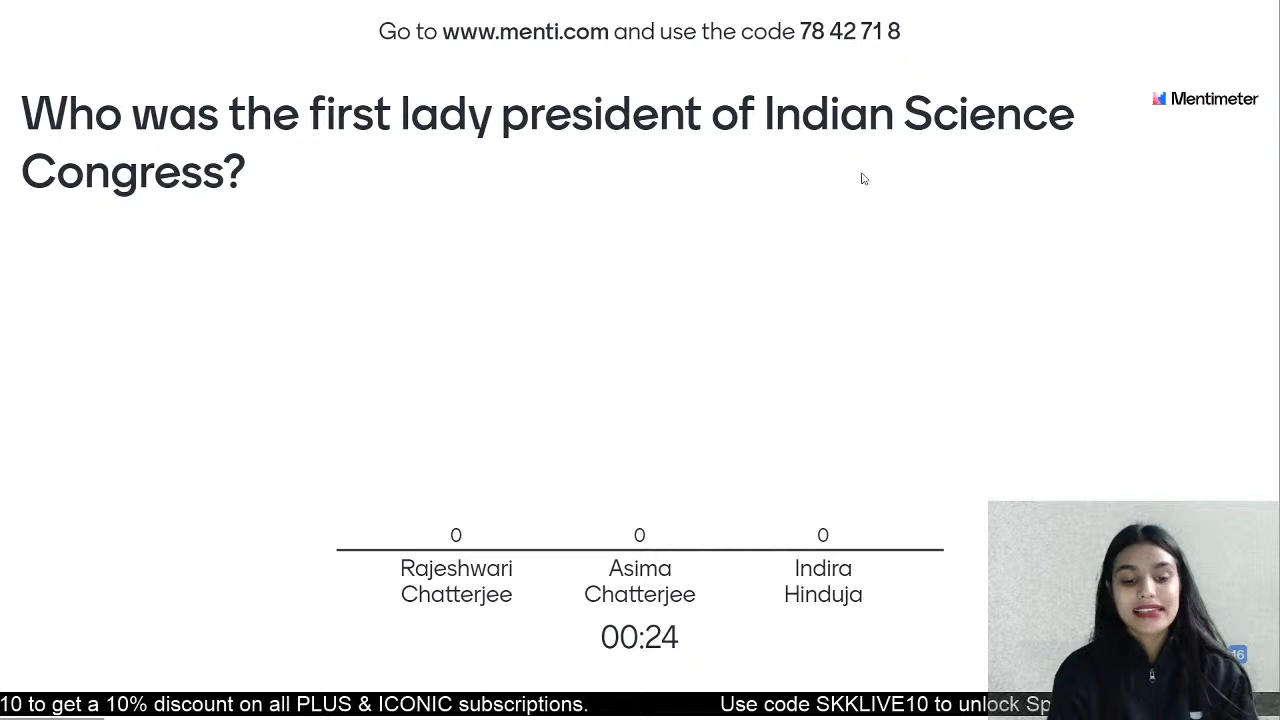 Go to www.menti.com and use the code 78 42 71 8
Who was the first lady president of Indian Science
Congress?
Mentimeter
0 0 0
Rajeshwari Asima Indira
Chatterjee Chatterjee Hinduja
00:24
16
10 to get a 10% discount on all PLUS & ICONIC subscriptions. Use code SKKLIVE10 to unlock Sp